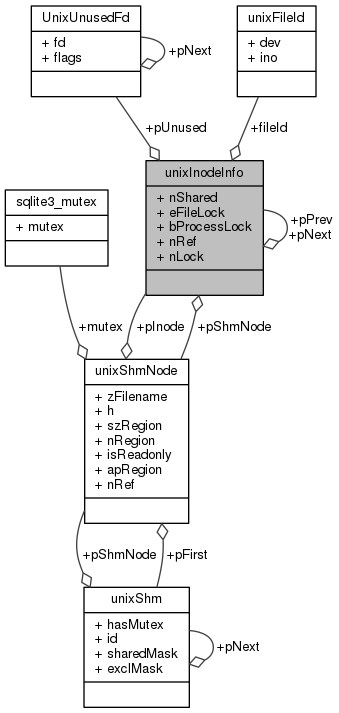 UnixUnusedFd
+ fd
+ flags
+pNext
unixFileId
+ dev
+ ino
+pUnused
+fileId
unixInodeInfo
+ nShared
+ eFileLock
+ bProcessLock
+ nRef
+ nLock
+pPrev
+pNext
sqlite3_mutex
+ mutex
+mutex
+pInode
+pShmNode
unixShmNode
+ zFilename
+ h
+ szRegion
+ nRegion
+ isReadonly
+ apRegion
+ nRef
+pShmNode
+pFirst
unixShm
+ hasMutex
+ id
+ sharedMask
+ exclMask
+pNext